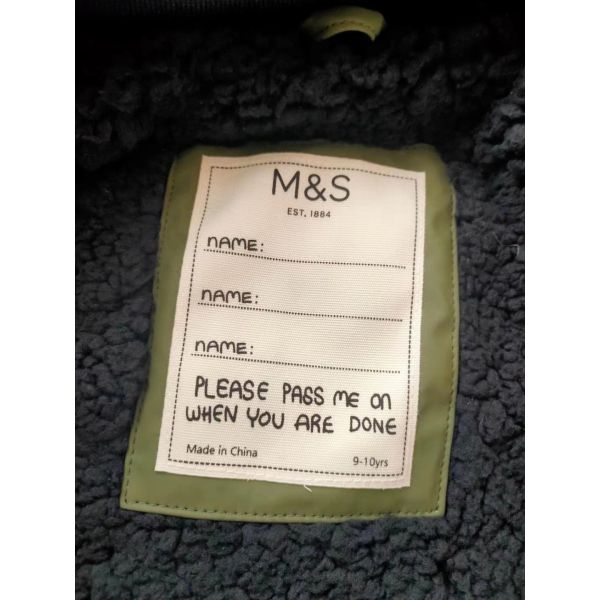 M&S
EST. 1884
NAME:
NAME:
NAME:
PLEASE PASS ME ON
WHEN YOU ARE DONE
Made in China
9-10yrs